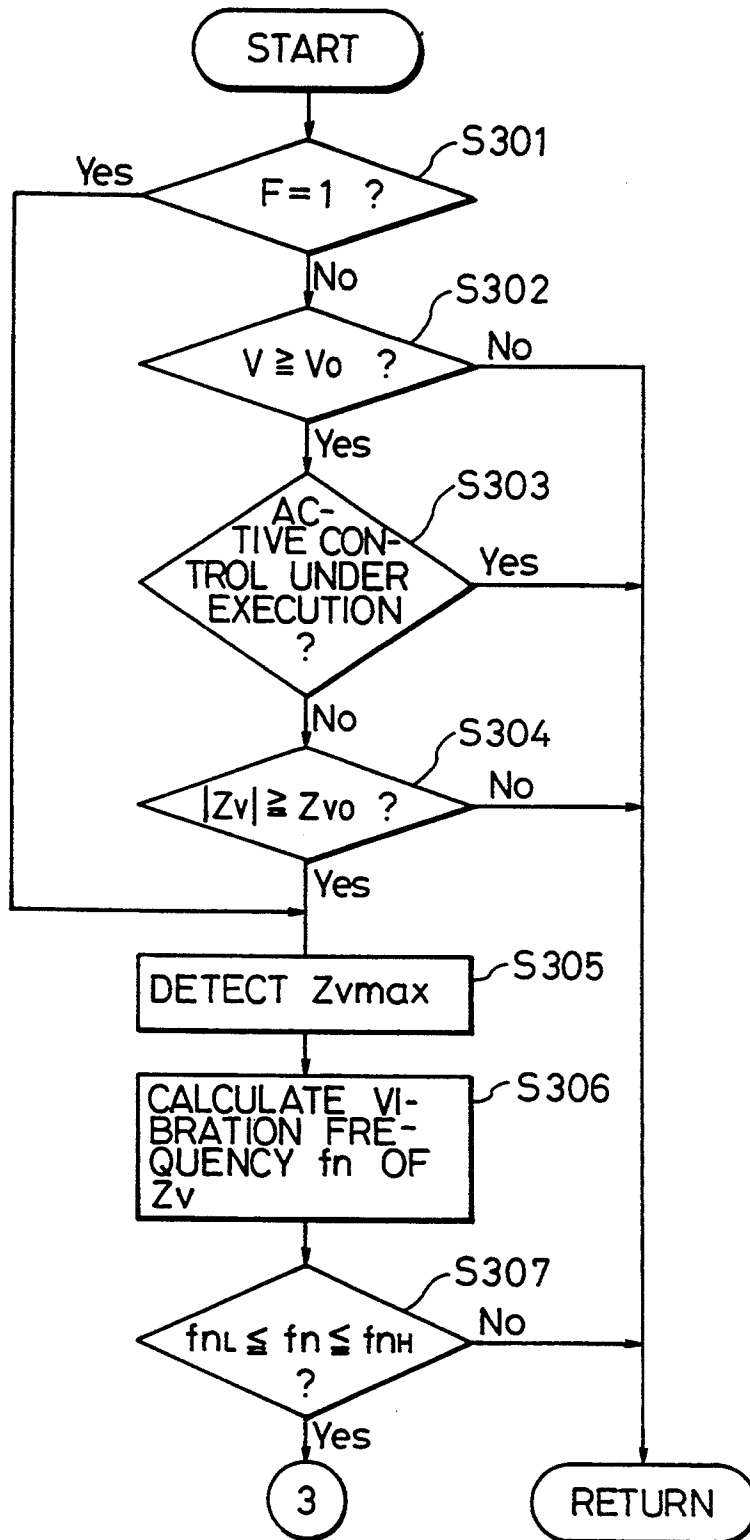 START
S301
Yes
F=1 ?
No
S302
V ≧ Vo ?
No
Yes
S303
AC-
TIVE CON-
TROL UNDER
EXECUTION
?
Yes
No
S304
|Zv| ≧ Zvo ?
No
Yes
S305
DETECT Zvmax
S306
CALCULATE VI-
BRATION FRE-
QUENCY fn OF
Zv
S307
fnL ≦ fn ≦ fnH
?
No
Yes
3
RETURN